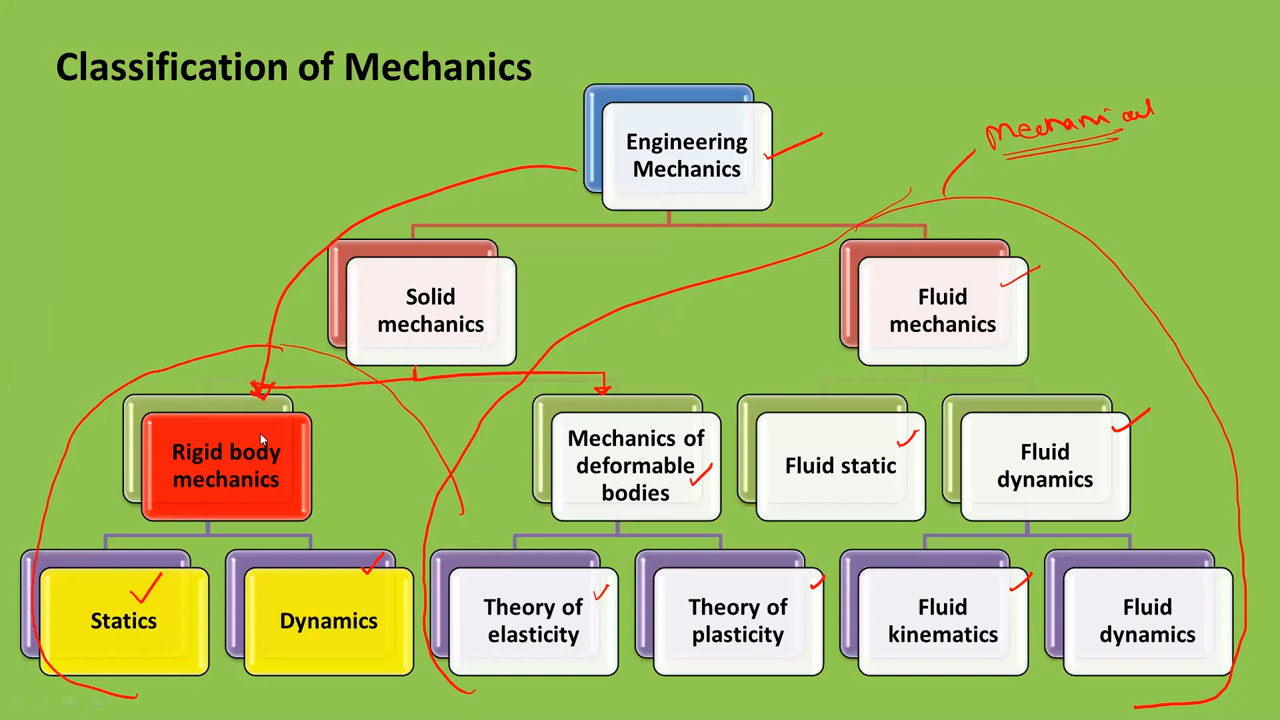 Classification of Mechanics
Engineering
Mechanics
Mechanical
Solid
mechanics
Fluid
mechanics
Rigid body
mechanics
Mechanics of
deformable
bodies
Fluid static
Fluid
dynamics
Statics
Dynamics
Theory of
elasticity
Theory of
plasticity
Fluid
kinematics
Fluid
dynamics